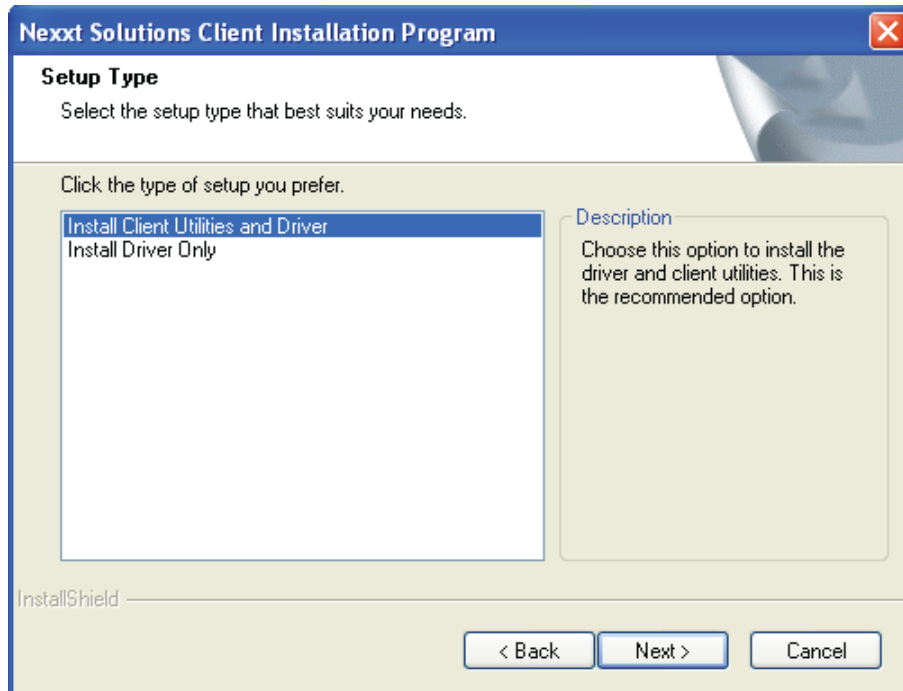 Nexxt Solutions Client Installation Program
Setup Type
Select the setup type that best suits your needs.
Click the type of setup you prefer.
Install Client Utilities and Driver
Install Driver Only
Description
Choose this option to install the
driver and client utilities. This is
the recommended option.
InstallShield
< Back
Next >
Cancel